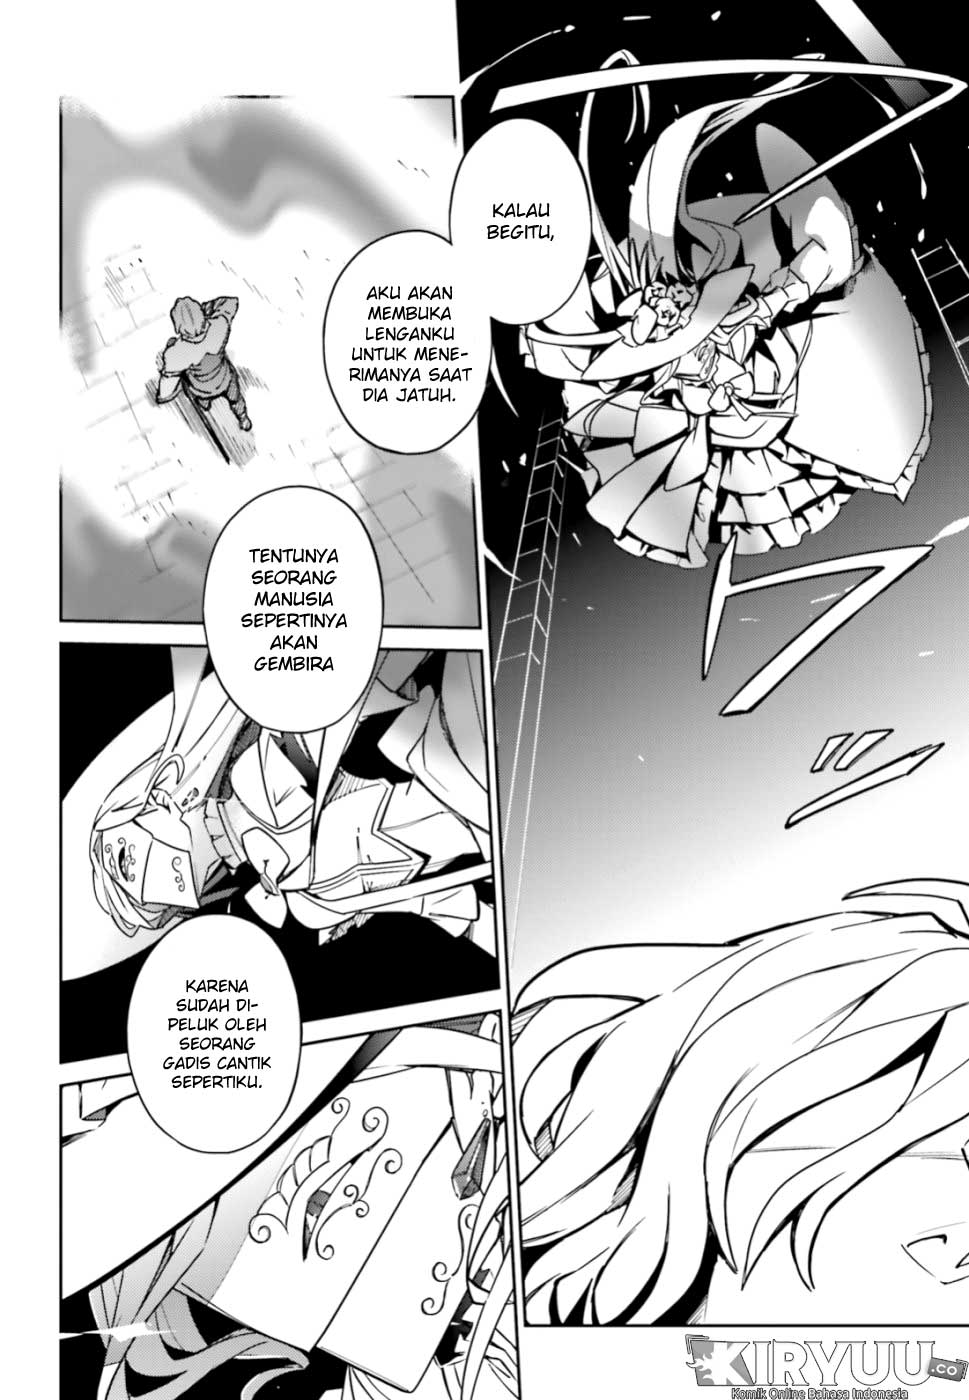 KALAU
BEGITU,
AKU AKAN
MEMBUKA
LENGANKU
UNTUK MENE-
RIMANYA SAAT
DIA JATUH.
TENTUNYA
SEORANG
MANUSIA
SEPERTINYA
AKAN
GEMBIRA
KARENA
SUDAH DI-
PELUK OLEH
SEORANG
GADIS CANTIK
SEPERTIKU.
KIRYUU.co
Komik Online Bahasa Indonesia